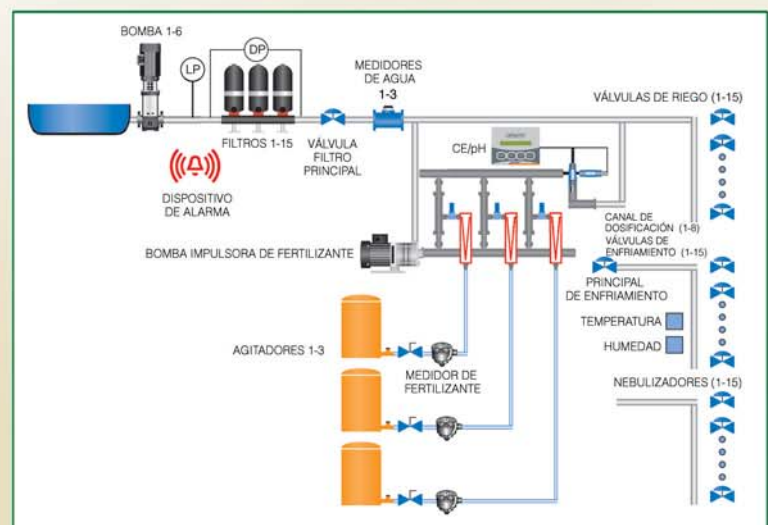 BOMBA 1-6
LP
DP
MEDIDORES
DE AGUA
1-3
VÁLVULAS DE RIEGO (1-15)
FILTROS 1-15
VÁLVULA
FILTRO
PRINCIPAL
CE/pH
DISPOSITIVO
DE ALARMA
CANAL DE
DOSIFICACIÓN (1-8)
VÁLVULAS DE
ENFRIAMIENTO (1-15)
BOMBA IMPULSORA DE FERTILIZANTE
PRINCIPAL
DE ENFRIAMIENTO
TEMPERATURA
HUMEDAD
AGITADORES 1-3
MEDIDOR DE
FERTILIZANTE
NEBULIZADORES (1-15)